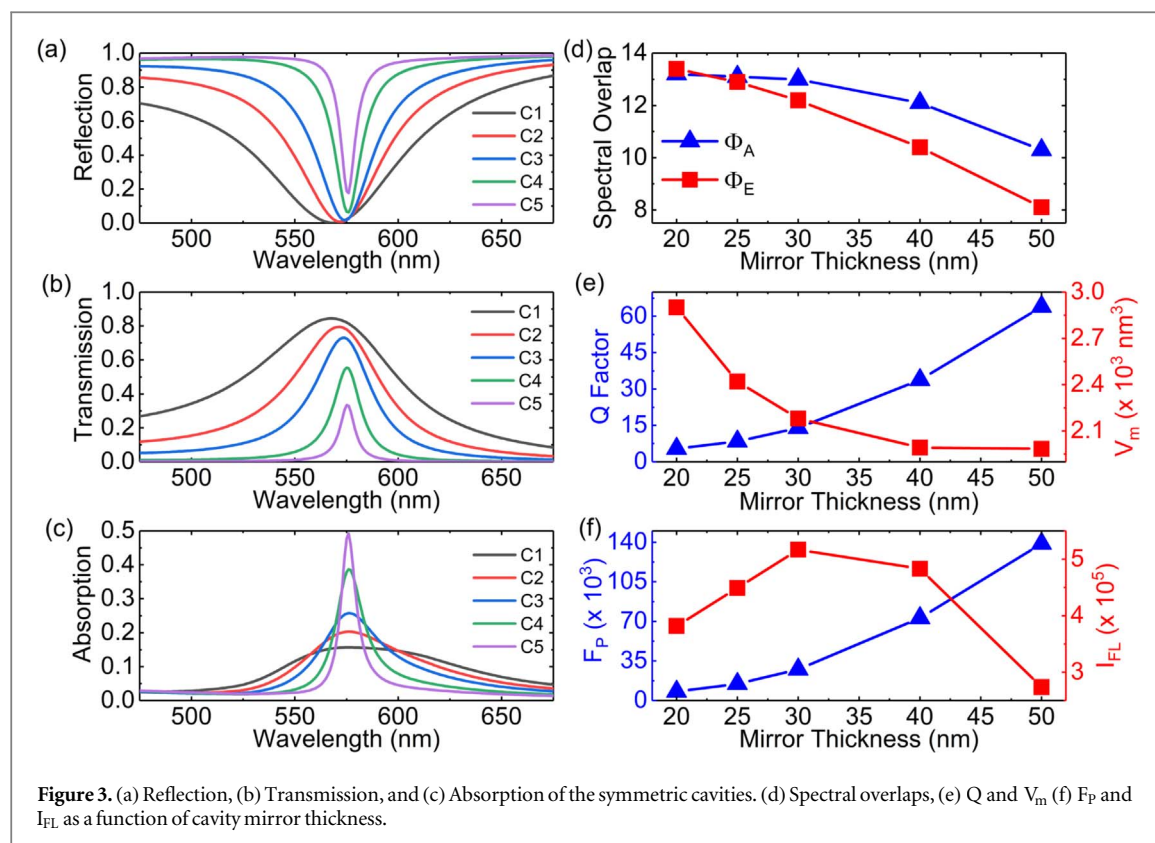 (a)
1.0
0.8
0.6
0.4
0.2
0.0
Reflection
C1
C2
C3
C4
C5
500 550 600 650
Wavelength (nm)
(b)
1.0
0.8
0.6
0.4
0.2
0.0
Transmission
C1
C2
C3
C4
C5
500 550 600 650
Wavelength (nm)
(c)
0.5
0.4
0.3
0.2
0.1
0.0
Absorption
C1
C2
C3
C4
C5
500 550 600 650
Wavelength (nm)
(d)
14
12
10
8
Spectral Overlap
Φ_A
Φ_E
20 25 30 35 40 45 50
Mirror Thickness (nm)
(e)
60
45
30
15
0
Q Factor
3.0
2.7
2.4
2.1
V_m (x 10³ nm³)
20 25 30 35 40 45 50
Mirror Thickness (nm)
(f)
140
105
70
35
0
F_P (x 10³)
5
4
3
I_FL (x 10⁵)
20 25 30 35 40 45 50
Mirror Thickness (nm)
Figure 3. (a) Reflection, (b) Transmission, and (c) Absorption of the symmetric cavities. (d) Spectral overlaps, (e) Q and V_m (f) F_P and
I_FL as a function of cavity mirror thickness.